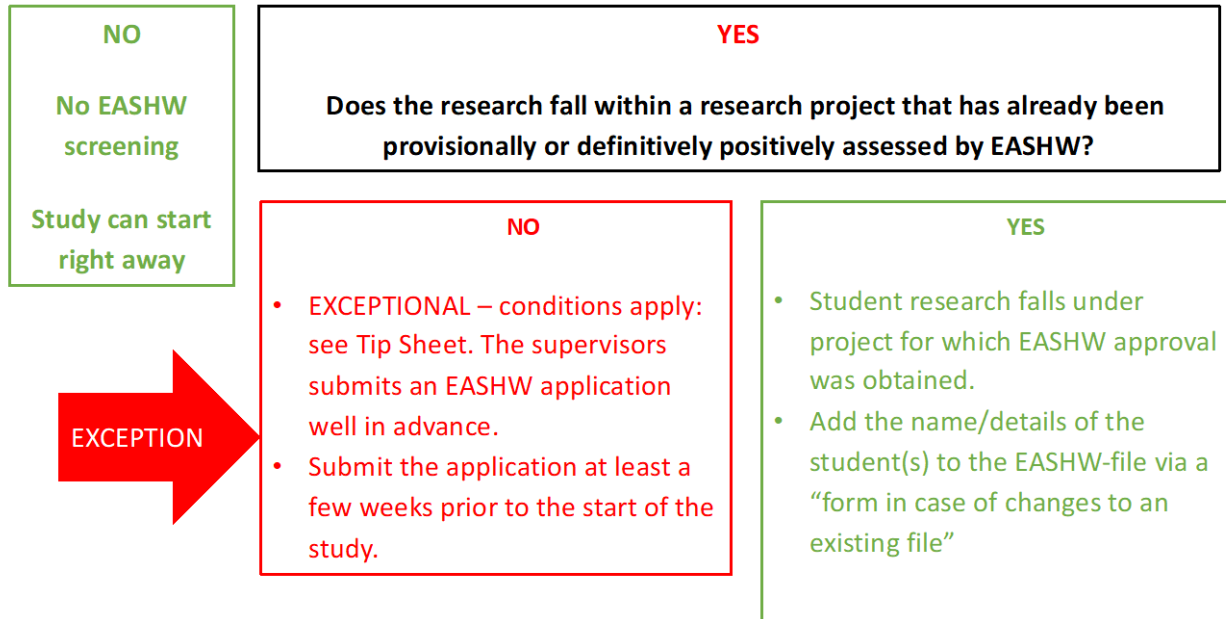 NO
No EASHW
screening
Study can start
right away
YES
Does the research fall within a research project that has already been
provisionally or definitively positively assessed by EASHW?
EXCEPTION
NO
• EXCEPTIONAL – conditions apply:
see Tip Sheet. The supervisors
submits an EASHW application
well in advance.
• Submit the application at least a
few weeks prior to the start of the
study.
YES
• Student research falls under
project for which EASHW approval
was obtained.
• Add the name/details of the
student(s) to the EASHW-file via a
“form in case of changes to an
existing file”